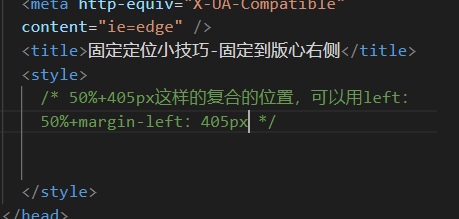 <meta http-equiv="X-UA-Compatible"
content="ie=edge" />
<title>固定定位小技巧-固定到版心右侧</title>
<style>
/* 50%+405px这样的复合的位置，可以用left：
50%+margin-left：405px */
</style>
</head>